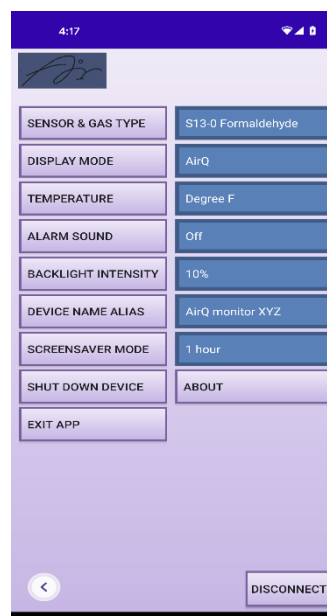 4:17
Air
SENSOR & GAS TYPE
S13-0 Formaldehyde
DISPLAY MODE
AirQ
TEMPERATURE
Degree F
ALARM SOUND
Off
BACKLIGHT INTENSITY
10%
DEVICE NAME ALIAS
AirQ monitor XYZ
SCREENSAVER MODE
1 hour
SHUT DOWN DEVICE
ABOUT
EXIT APP
DISCONNECT